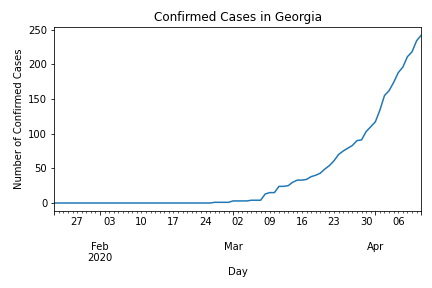 Confirmed Cases in Georgia
Number of Confirmed Cases
250
200
150
100
50
0
27 03 10 17 24 02 09 16 23 30 06
Feb Mar Apr
2020
Day